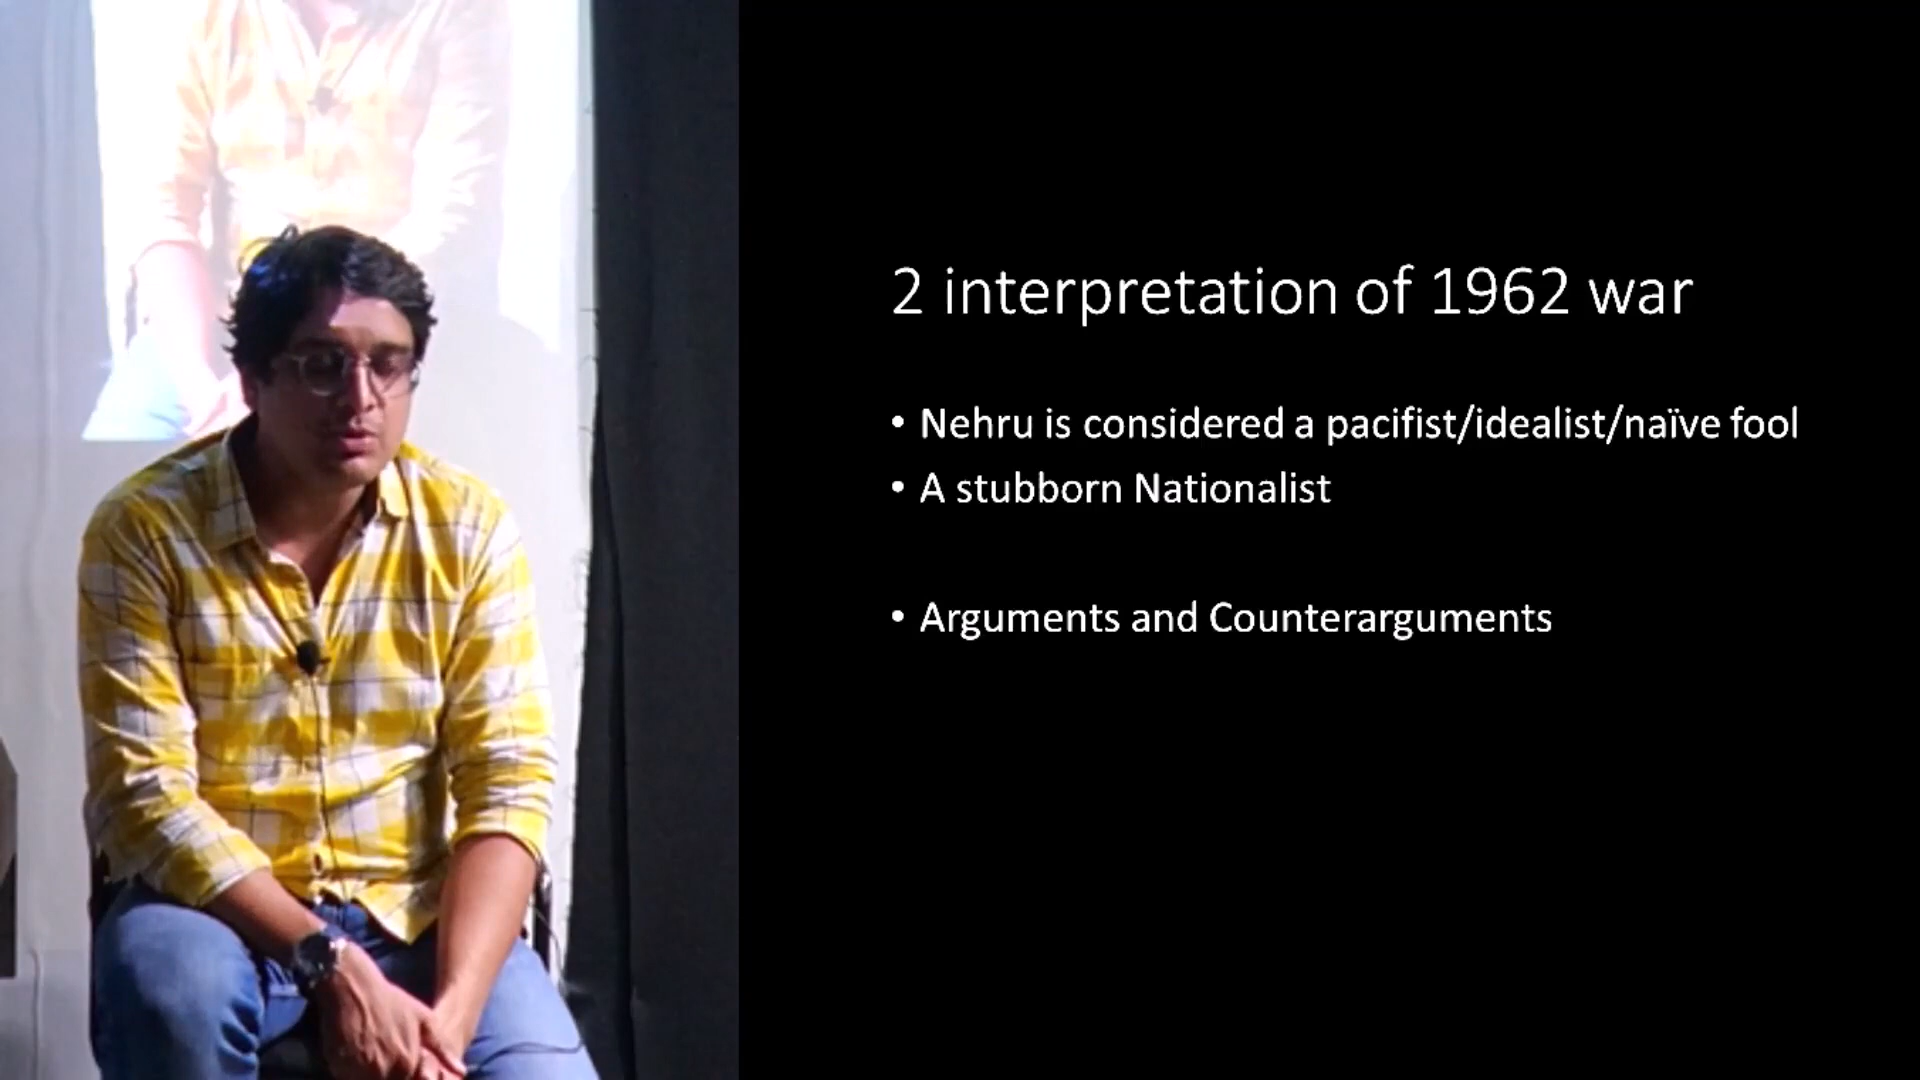 2 interpretation of 1962 war
• Nehru is considered a pacifist/idealist/naïve fool
• A stubborn Nationalist
• Arguments and Counterarguments